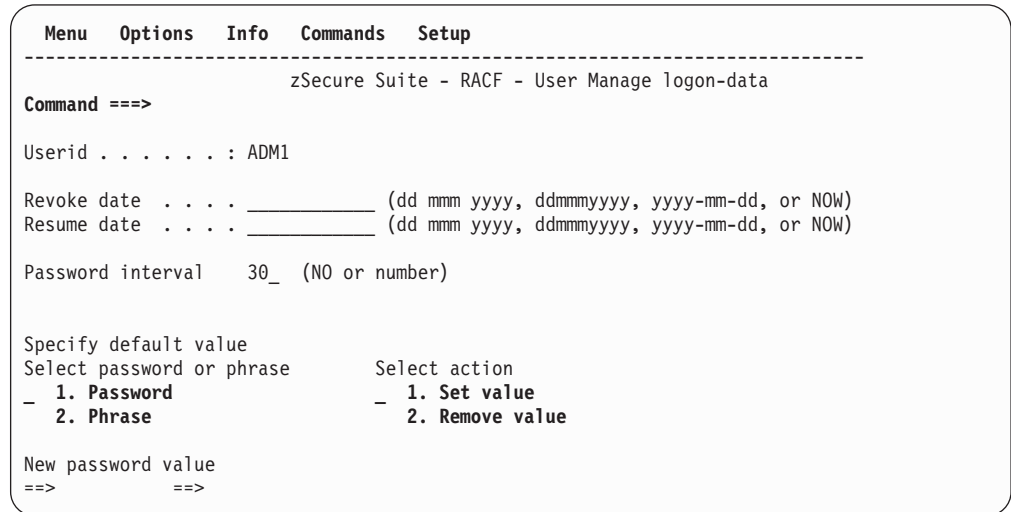 Menu Options Info Commands Setup
-------------------------------------------------------------------------------
zSecure Suite - RACF - User Manage logon-data
Command ===>
Userid . . . . . . : ADM1
Revoke date . . . . ____________ (dd mmm yyyy, ddmmmyyyy, yyyy-mm-dd, or NOW)
Resume date . . . . ____________ (dd mmm yyyy, ddmmmyyyy, yyyy-mm-dd, or NOW)
Password interval 30_ (NO or number)
Specify default value
Select password or phrase Select action
_ 1. Password _ 1. Set value
2. Phrase 2. Remove value
New password value
==> ==>